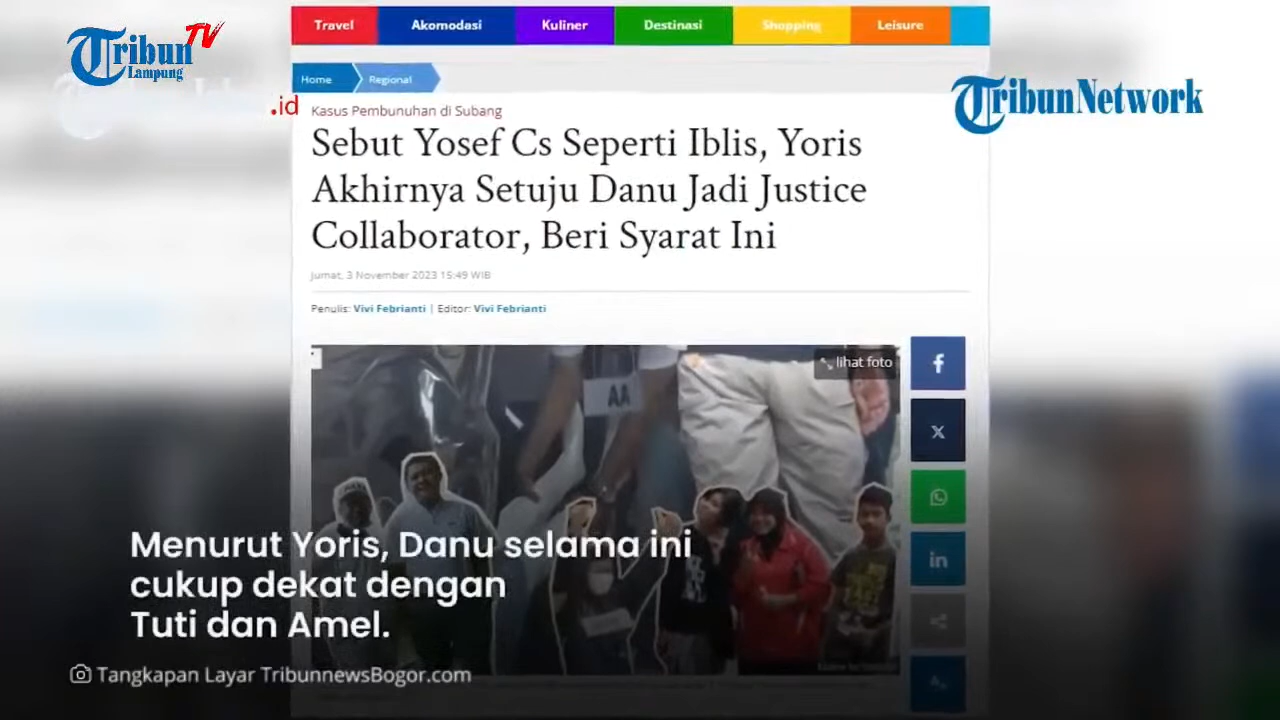 Tribun TV
Lampung
.id
TribunNetwork
Travel
Akomodasi
Kuliner
Destinasi
Shopping
Leisure
Home
Regional
Kasus Pembunuhan di Subang
Sebut Yosef Cs Seperti Iblis, Yoris
Akhirnya Setuju Danu Jadi Justice
Collaborator, Beri Syarat Ini
Jumat, 3 November 2023 15:49 WIB
Penulis: Vivi Febrianti | Editor: Vivi Febrianti
lihat foto
AA
Menurut Yoris, Danu selama ini
cukup dekat dengan
Tuti dan Amel.
Tangkapan Layar TribunnewsBogor.com